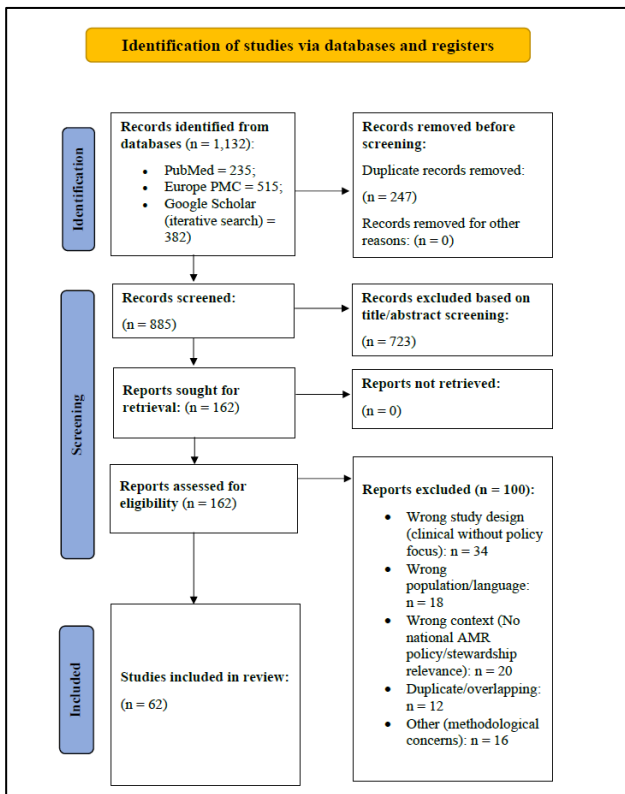 Identification of studies via databases and registers
Identification
Records identified from
databases (n = 1,132):
• PubMed = 235;
• Europe PMC = 515;
• Google Scholar
(iterative search) =
382)
Records removed before
screening:
Duplicate records removed:
(n = 247)
Records removed for other
reasons: (n = 0)
Screening
Records screened:
(n = 885)
Records excluded based on
title/abstract screening:
(n = 723)
Reports sought for
retrieval: (n = 162)
Reports not retrieved:
(n = 0)
Reports assessed for
eligibility (n = 162)
Reports excluded (n = 100):
• Wrong study design
(clinical without policy
focus): n = 34
• Wrong
population/language:
n = 18
• Wrong context (No
national AMR
policy/stewardship
relevance): n = 20
• Duplicate/overlapping:
n = 12
• Other (methodological
concerns): n = 16
Included
Studies included in review:
(n = 62)